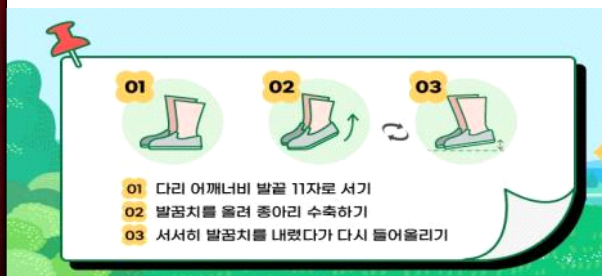 01
02
03
01 다리 어깨너비 발끝 11자로 서기
02 발꿈치를 올려 종아리 수축하기
03 서서히 발꿈치를 내렸다가 다시 들어올리기